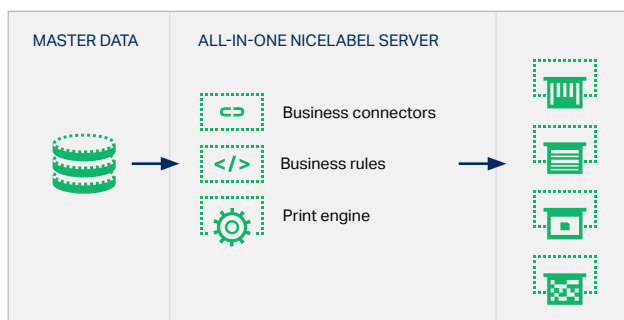 MASTER DATA
ALL-IN-ONE NICELABEL SERVER
Business connectors
</> Business rules
Print engine